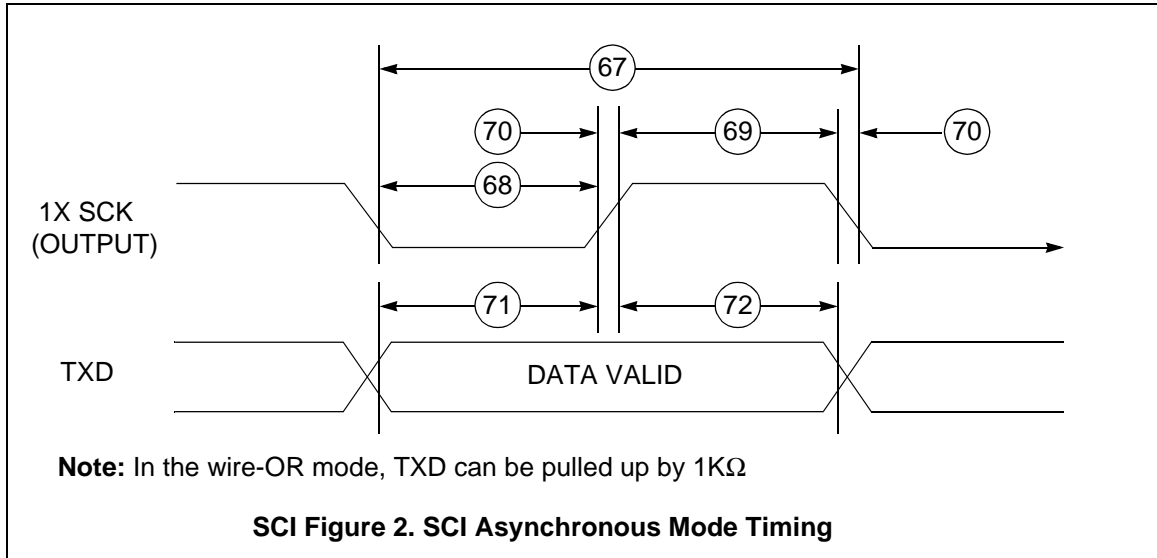 67
70
69
70
68
1X SCK
(OUTPUT)
71
72
TXD
DATA VALID
Note: In the wire-OR mode, TXD can be pulled up by 1KΩ
SCI Figure 2. SCI Asynchronous Mode Timing